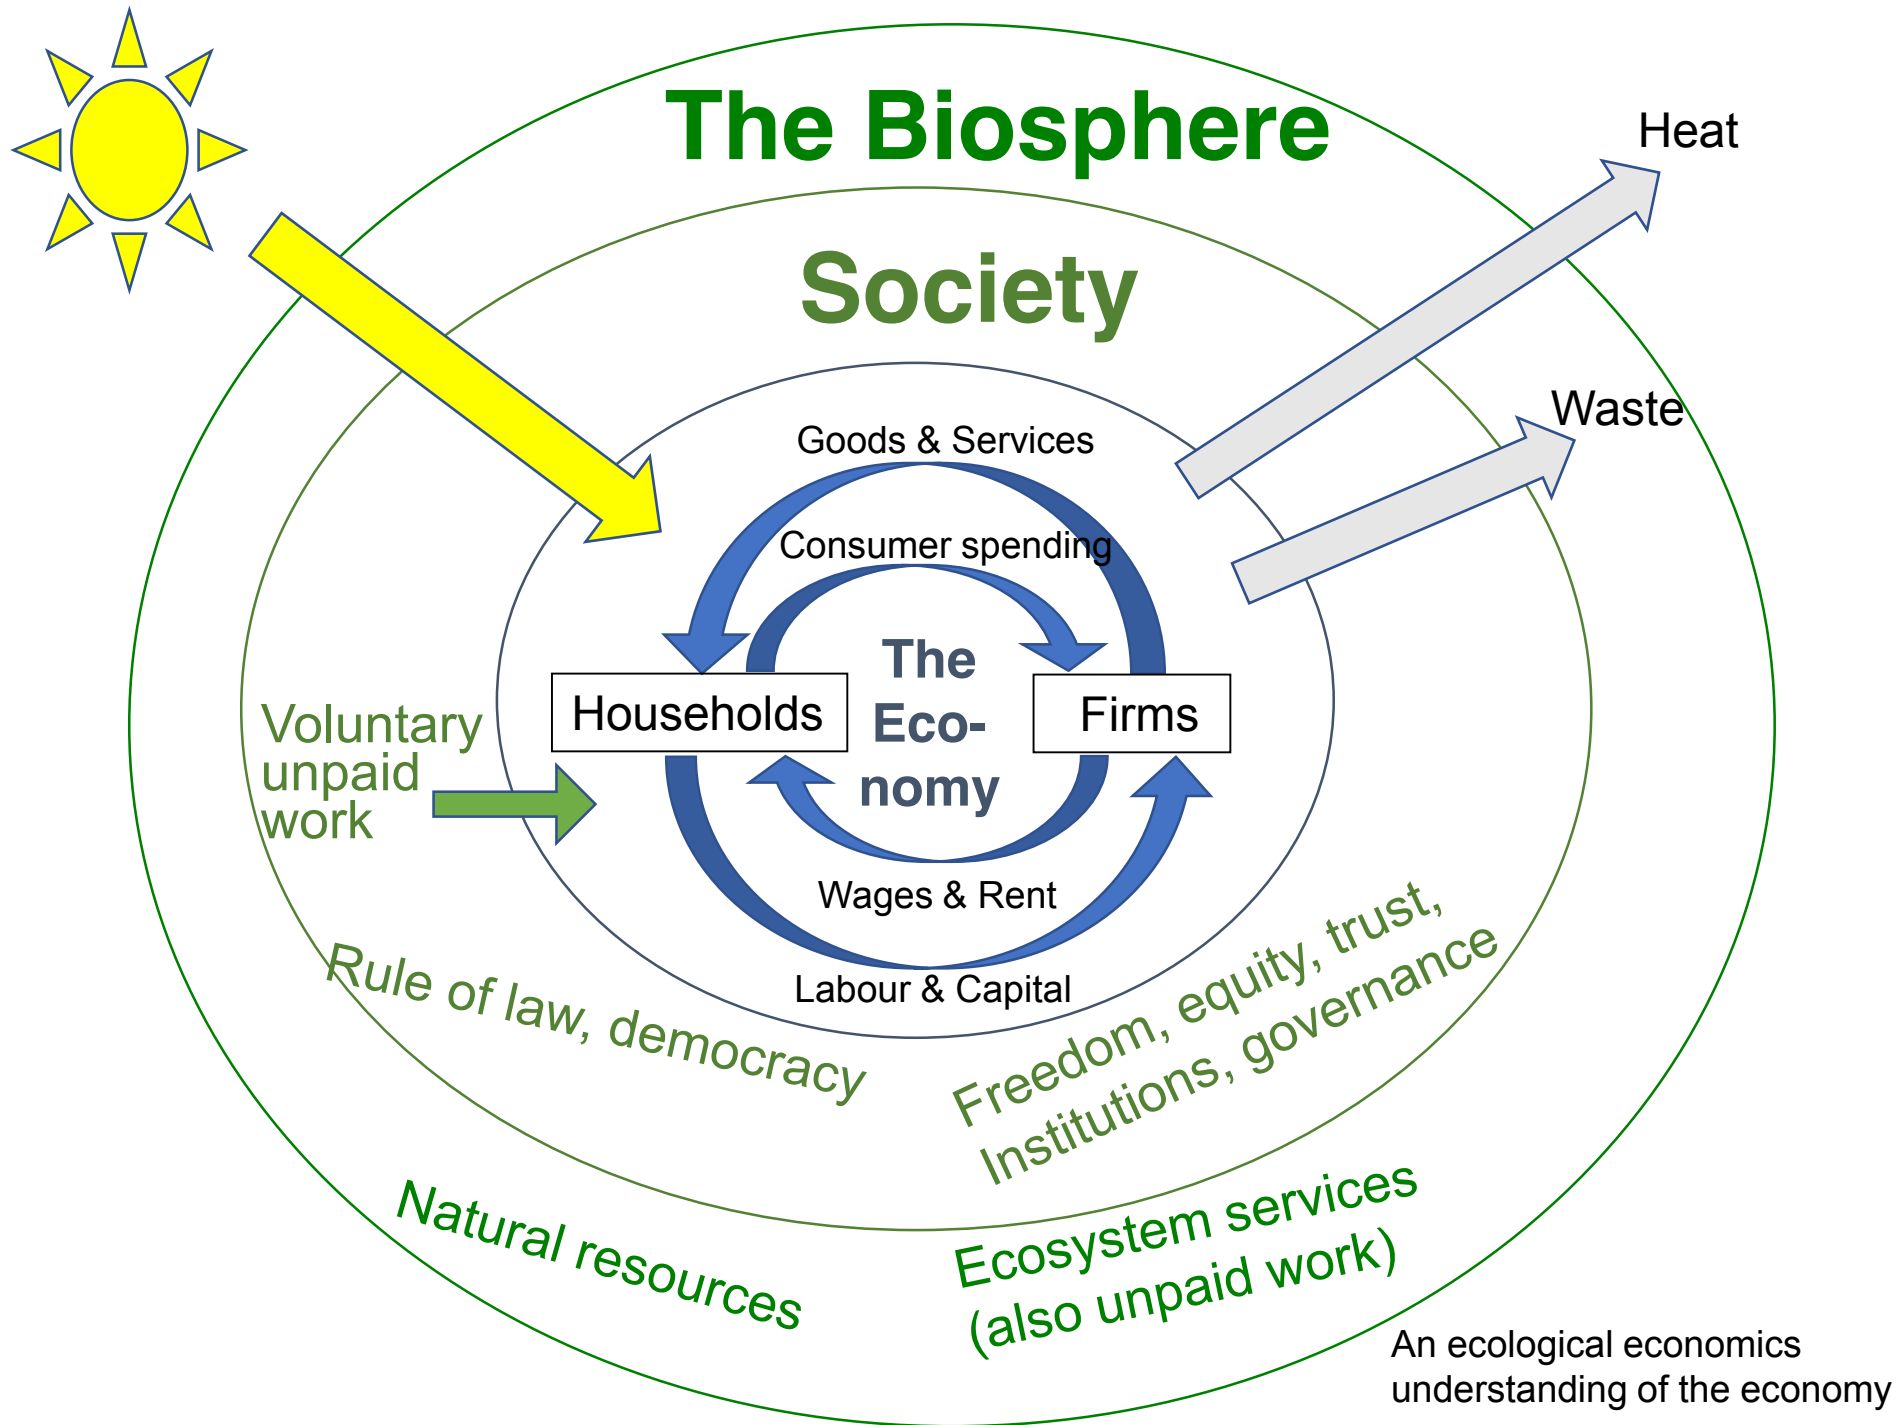 The Biosphere
Heat
Society
Waste
Goods & Services
Consumer spending
The
Eco-
nomy
Households
Firms
Voluntary
unpaid
work
Wages & Rent
Labour & Capital
Rule of law, democracy
Freedom, equity, trust,
Institutions, governance
Natural resources
Ecosystem services
(also unpaid work)
An ecological economics
understanding of the economy